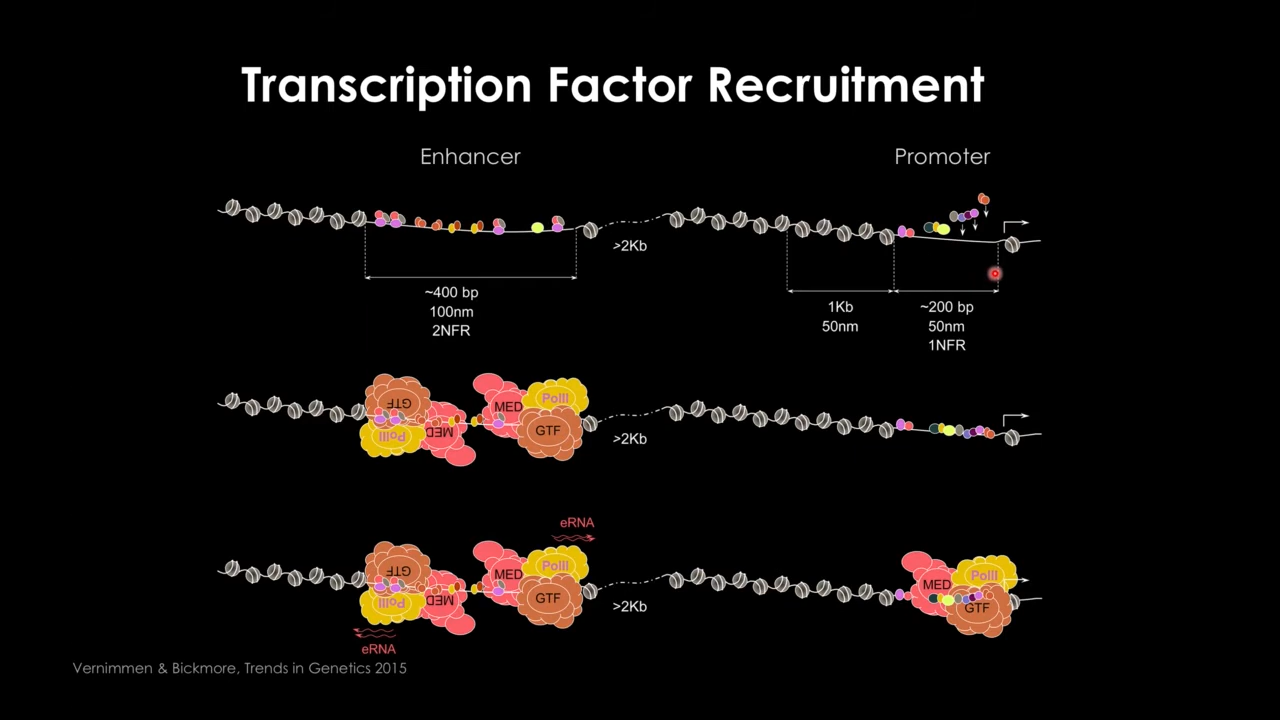 Transcription Factor Recruitment
Enhancer
Promoter
>2Kb
~400 bp
100nm
2NFR
1Kb
50nm
~200 bp
50nm
1NFR
GTF
PolII
MED
MED
PolII
GTF
>2Kb
eRNA
GTF
PolII
MED
MED
PolII
GTF
>2Kb
MED
PolII
GTF
eRNA
Vernimmen & Bickmore, Trends in Genetics 2015